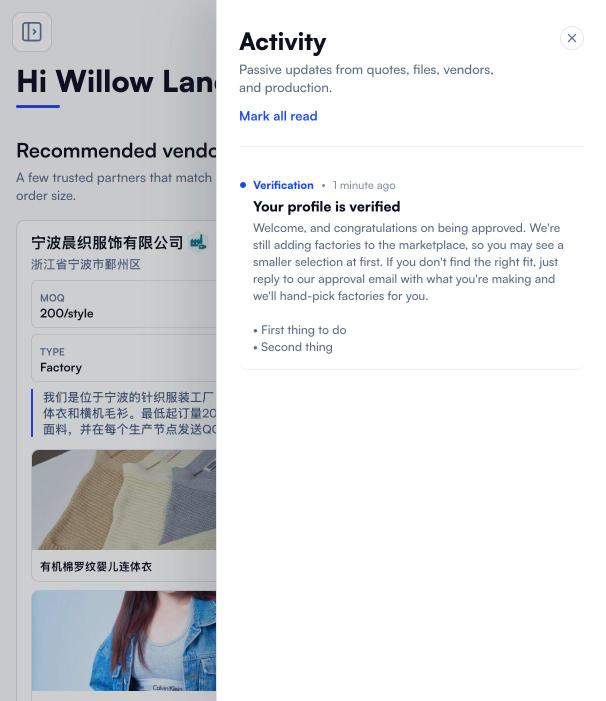 Hi Willow Lan
Recommended vendo
A few trusted partners that match
order size.
宁波晨织服饰有限公司
浙江省宁波市鄞州区
MOQ
200/style
TYPE
Factory
我们是位于宁波的针织服装工厂
体衣和横机毛衫。最低起订量20
面料，并在每个生产节点发送QC
有机棉罗纹婴儿连体衣
Calvin Klein
Activity
Passive updates from quotes, files, vendors,
and production.
Mark all read
Verification • 1 minute ago
Your profile is verified
Welcome, and congratulations on being approved. We're
still adding factories to the marketplace, so you may see a
smaller selection at first. If you don't find the right fit, just
reply to our approval email with what you're making and
we'll hand-pick factories for you.
• First thing to do
• Second thing